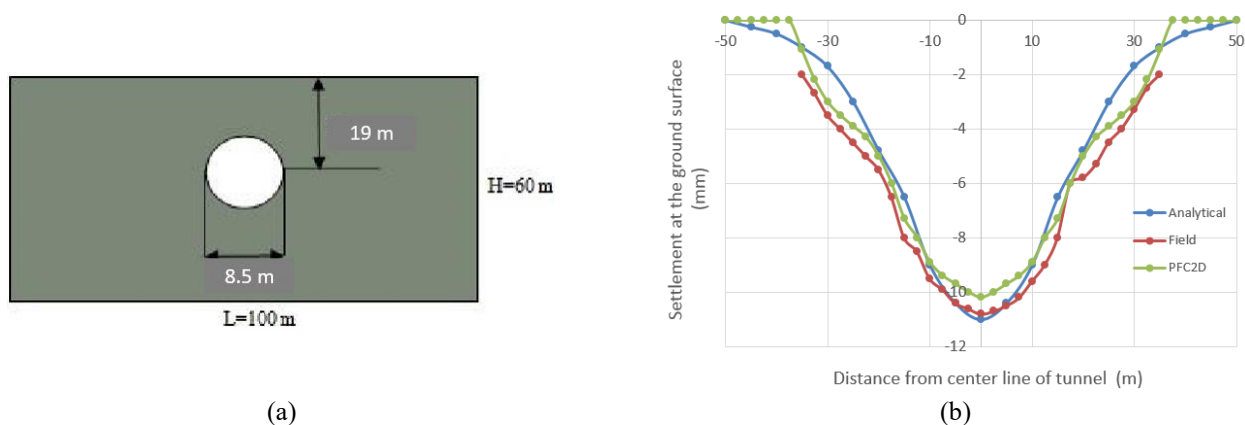 19 m
H=60 m
8.5 m
L=100 m
(a)
0
-50 -30 -10 10 30 50
-2
-4
-6
-8
-10
-12
Settlement at the ground surface
(mm)
Analytical
Field
PFC2D
Distance from center line of tunnel (m)
(b)